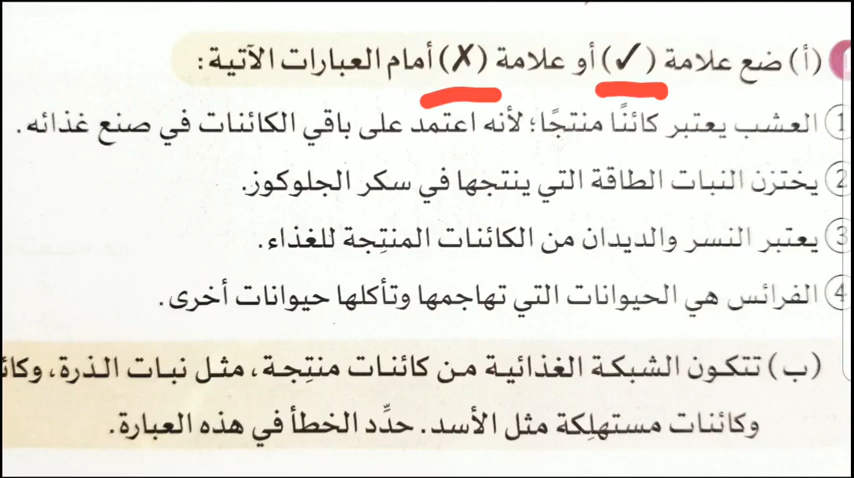 (أ) ضع علامة (✓) أو علامة (✗) أمام العبارات الآتية:
1 العشب يعتبر كائنًا منتجًا؛ لأنه اعتمد على باقي الكائنات في صنع غذائه.
2 يختزن النبات الطاقة التي ينتجها في سكر الجلوكوز.
3 يعتبر النسر والديدان من الكائنات المنتِجة للغذاء.
4 الفرائس هي الحيوانات التي تهاجمها وتأكلها حيوانات أخرى.
(ب) تتكون الشبكة الغذائية من كائنات منتِجة، مثل نبات الذرة،
وكائنات مستهلِكة مثل الأسد. حدِّد الخطأ في هذه العبارة.